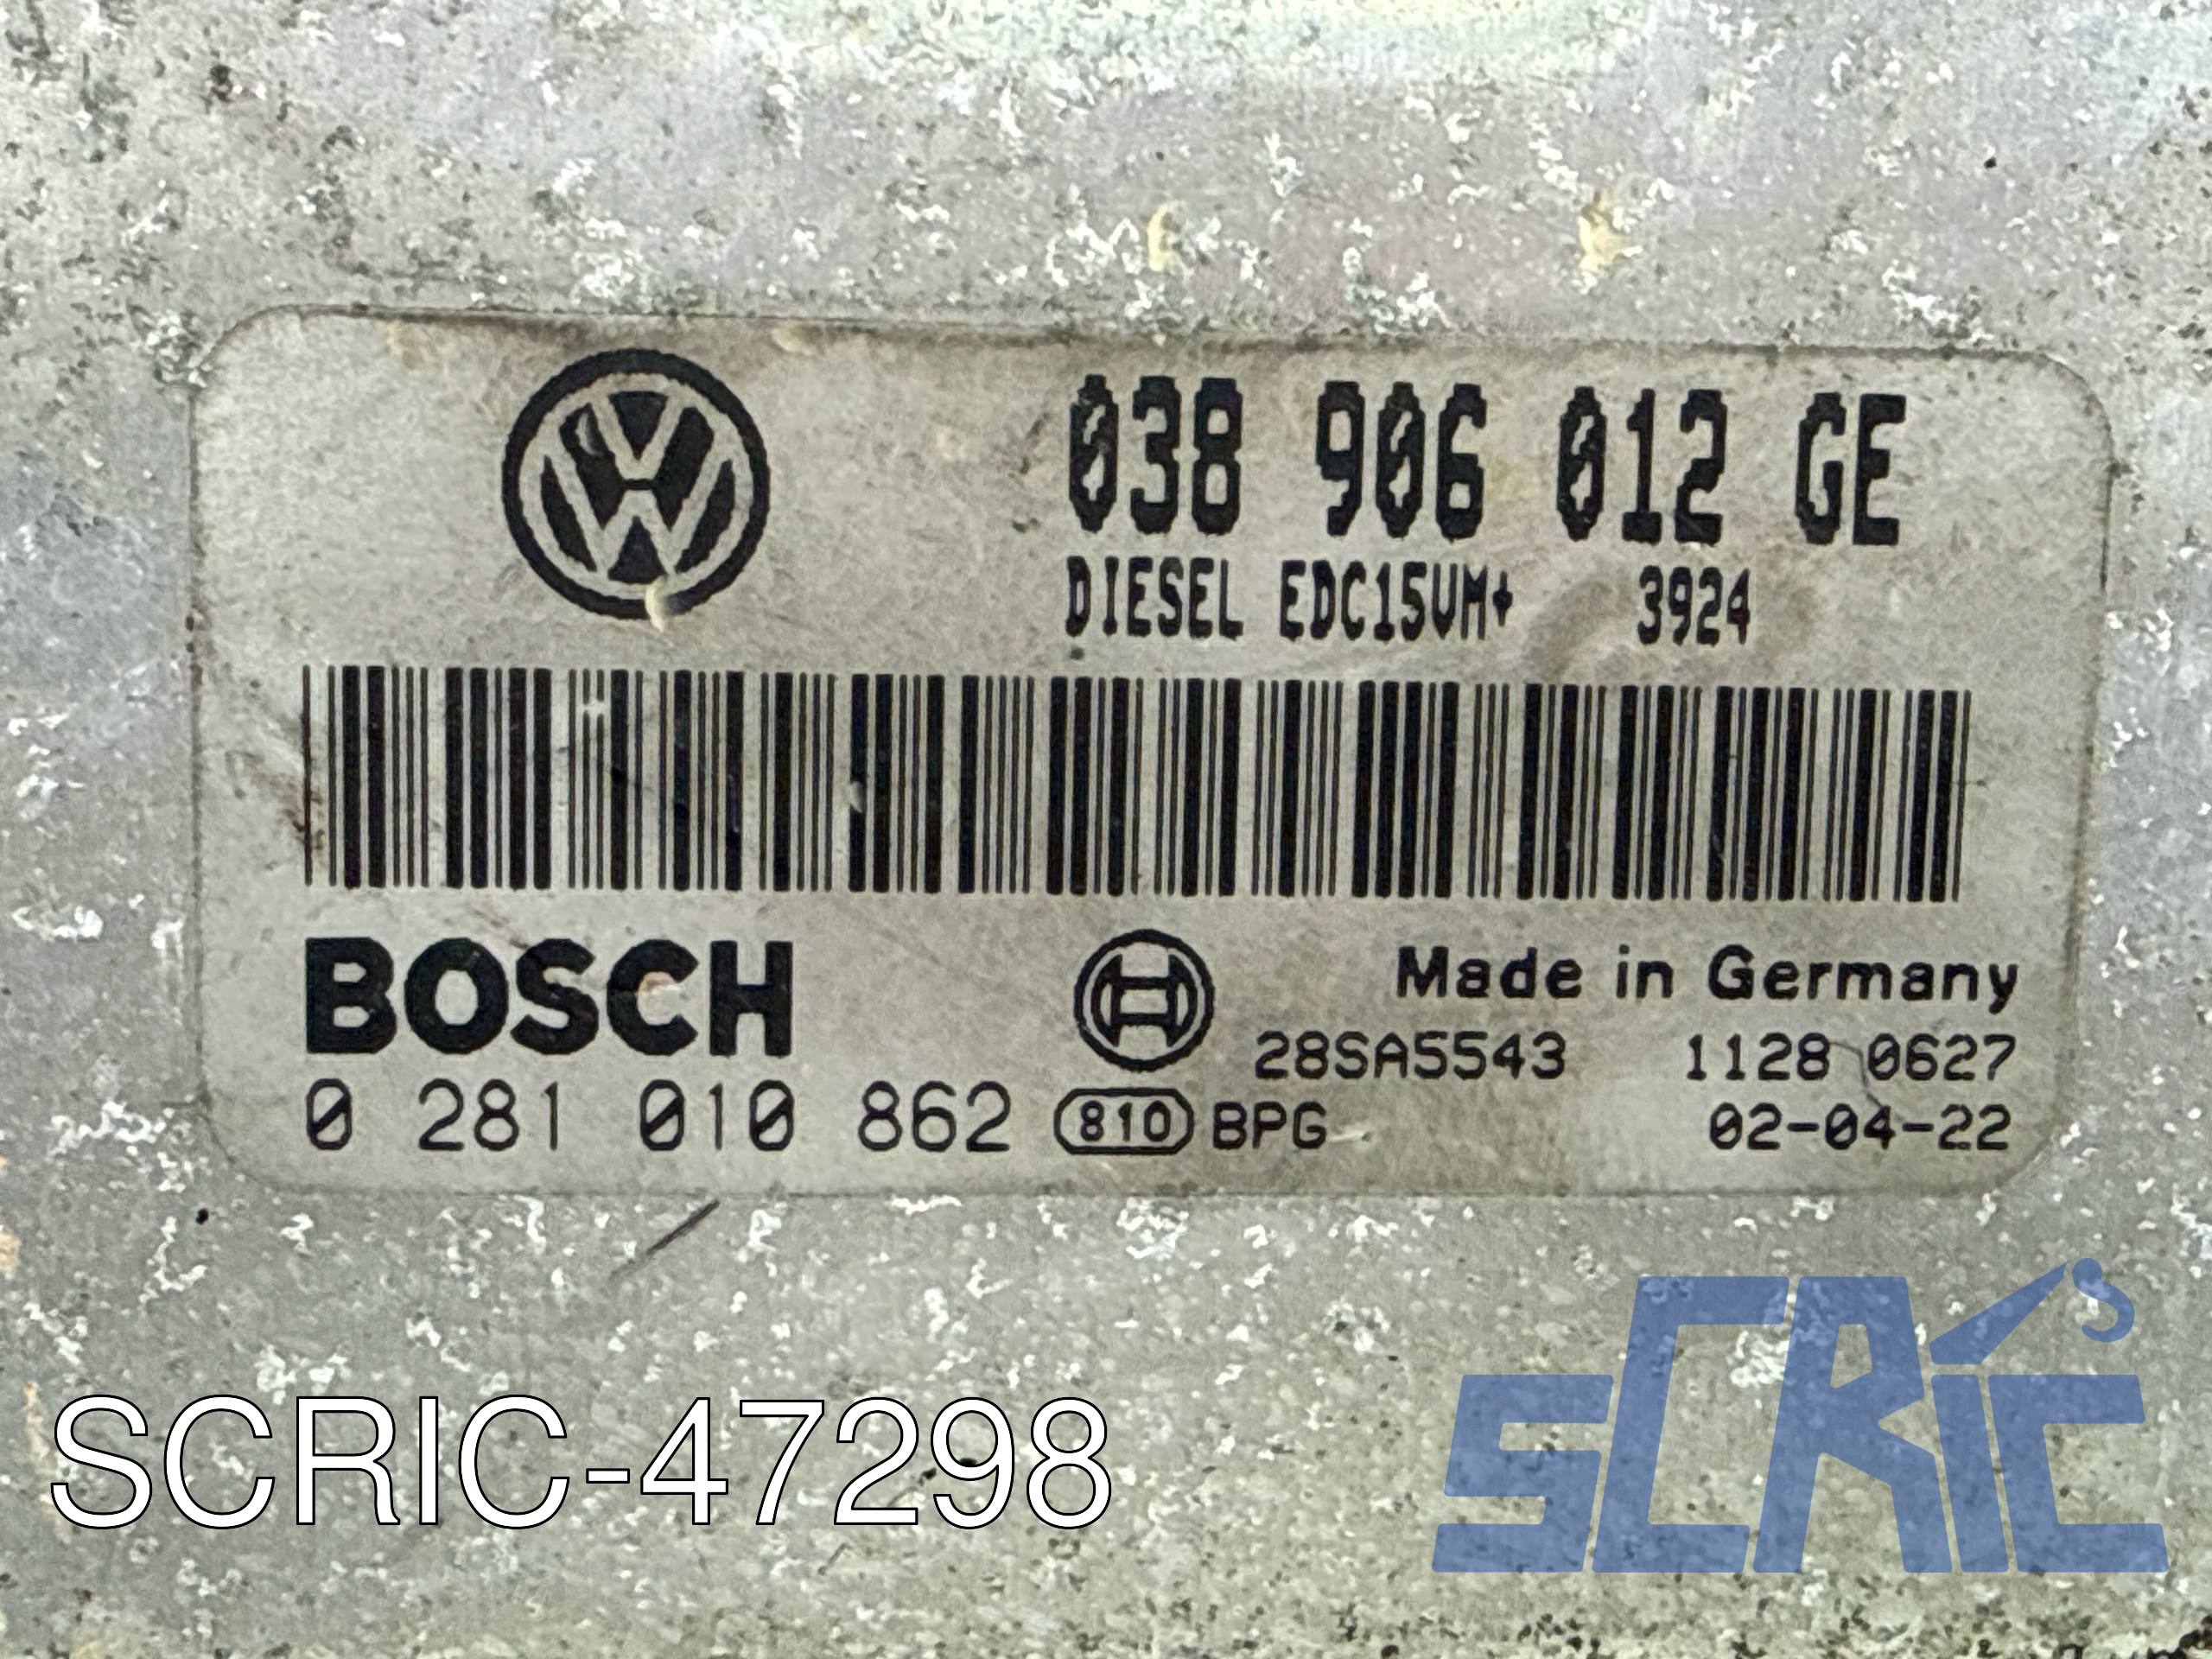 038 906 012 GE
DIESEL EDC15VM+ 3924
BOSCH
Made in Germany
28SA5543 1128 0627
0 281 010 862 810 BPG 02-04-22
SCRIC-47298
SCRIC